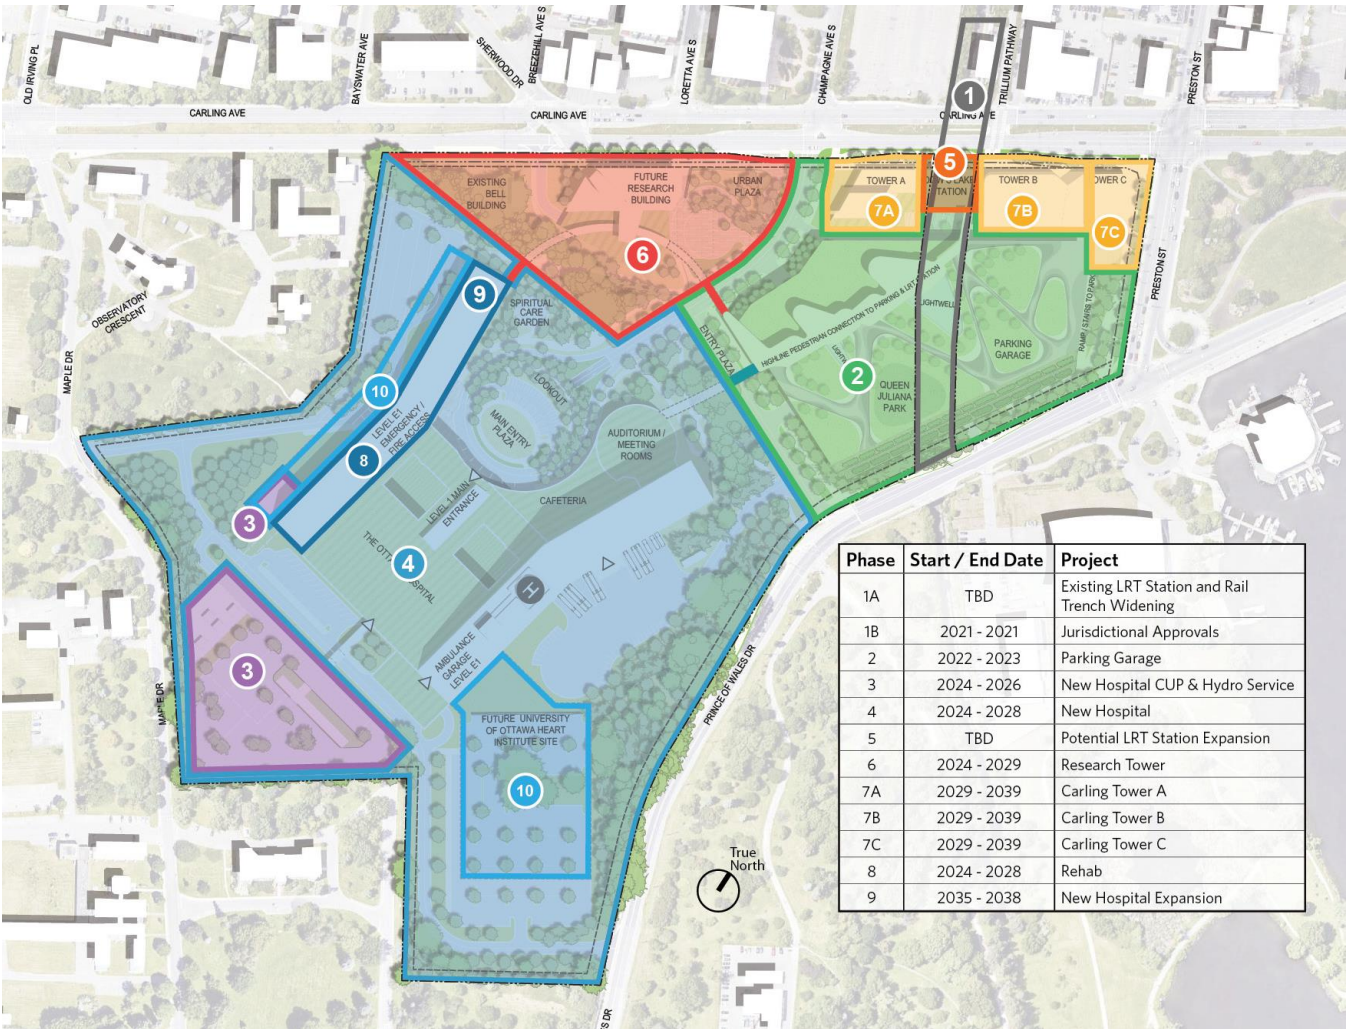 OLD IRVING PL
BAYSWATER AVE
SHERWOOD DR
BREEZEHILL AVE S
LORETTA AVE S
CHAMPAGNE AVE S
TRILLIUM PATHWAY
PRESTON ST
CARLING AVE
CARLING AVE
CARLING AVE
1
5
EXISTING
BELL
BUILDING
FUTURE
RESEARCH
BUILDING
URBAN
PLAZA
6
TOWER A
7A
STATION
TOWER B
7B
OWER C
7C
PRESTON ST
OBSERVATORY
CRESCENT
MAPLE DR
9
SPIRITUAL
CARE
GARDEN
LOOKOUT
MAIN ENTRY
PLAZA
AUDITORIUM /
MEETING
ROOMS
CAFETERIA
ENTRY PLAZA
HIGHLINE PEDESTRIAN CONNECTION TO PARKING & LRT STATION
LIGHTWELL
PARKING
GARAGE
RAMP / STAIRS TO PARK
2
QUEEN
JULIANA
PARK
10
LEVEL E1
EMERGENCY /
FIRE ACCESS
8
3
LEVEL 1 MAIN
ENTRANCE
4
H
AMBULANCE
GARAGE
LEVEL E1
3
MAPLE DR
FUTURE UNIVERSITY
OF OTTAWA HEART
INSTITUTE SITE
10
PRINCE OF WALES DR
True
North
Phase Start / End Date Project
1A TBD Existing LRT Station and Rail
Trench Widening
1B 2021 - 2021 Jurisdictional Approvals
2 2022 - 2023 Parking Garage
3 2024 - 2026 New Hospital CUP & Hydro Service
4 2024 - 2028 New Hospital
5 TBD Potential LRT Station Expansion
6 2024 - 2029 Research Tower
7A 2029 - 2039 Carling Tower A
7B 2029 - 2039 Carling Tower B
7C 2029 - 2039 Carling Tower C
8 2024 - 2028 Rehab
9 2035 - 2038 New Hospital Expansion